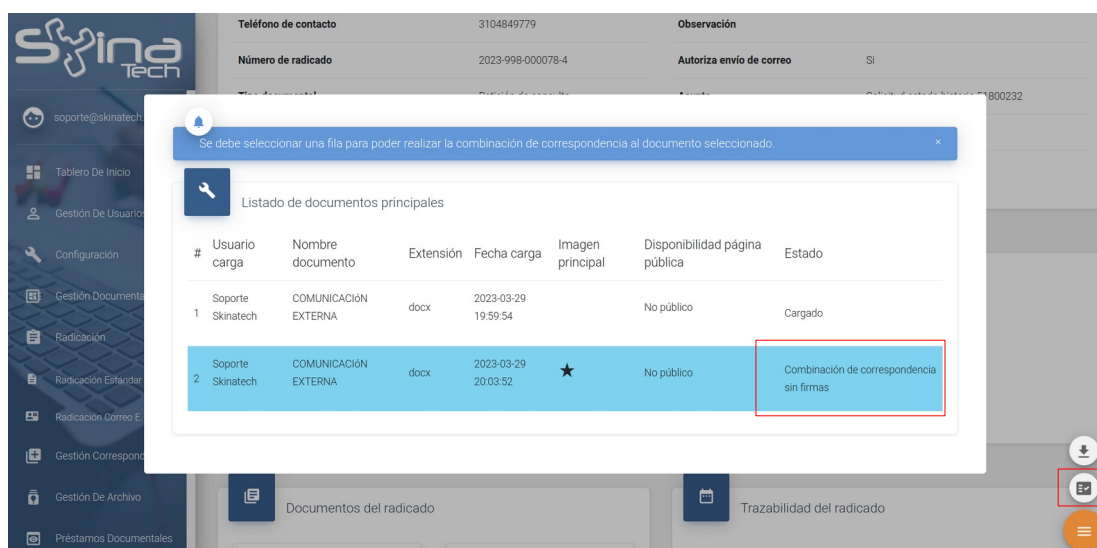 Skina
Tech
Teléfono de contacto 3104849779 Observación
Número de radicado 2023-998-000078-4 Autoriza envío de correo Si
soporte@skinatech.
Se debe seleccionar una fila para poder realizar la combinación de correspondencia al documento seleccionado. ×
Tablero De Inicio
Gestión De Usuarios
Configuración
Gestión Documenta
Radicación
Radicación Estándar
Radicación Correo E.
Gestión Correspond
Gestión De Archivo
Préstamos Documentales
Listado de documentos principales
# Usuario carga Nombre documento Extensión Fecha carga Imagen principal Disponibilidad página pública Estado
1 Soporte Skinatech COMUNICACIóN EXTERNA docx 2023-03-29 19:59:54 No público Cargado
2 Soporte Skinatech COMUNICACIóN EXTERNA docx 2023-03-29 20:03:52 ★ No público Combinación de correspondencia sin firmas
Documentos del radicado
Trazabilidad del radicado